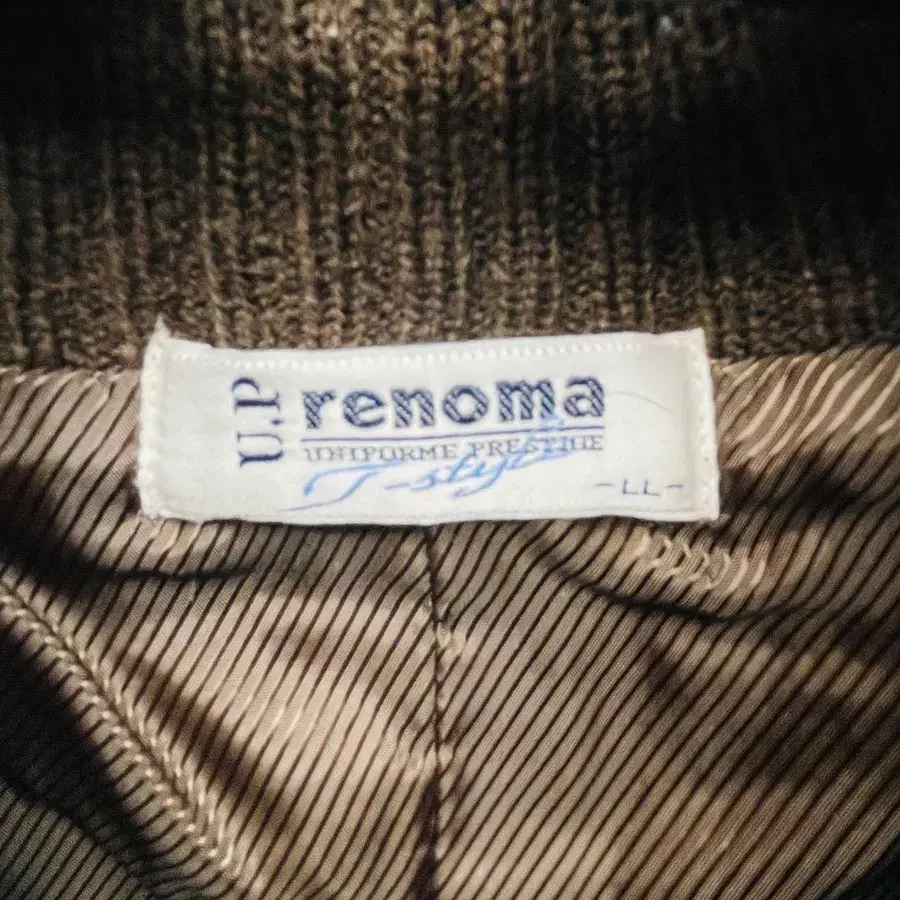 U.P renoma
UNIFORME PRESTIGE
T-style
-LL-